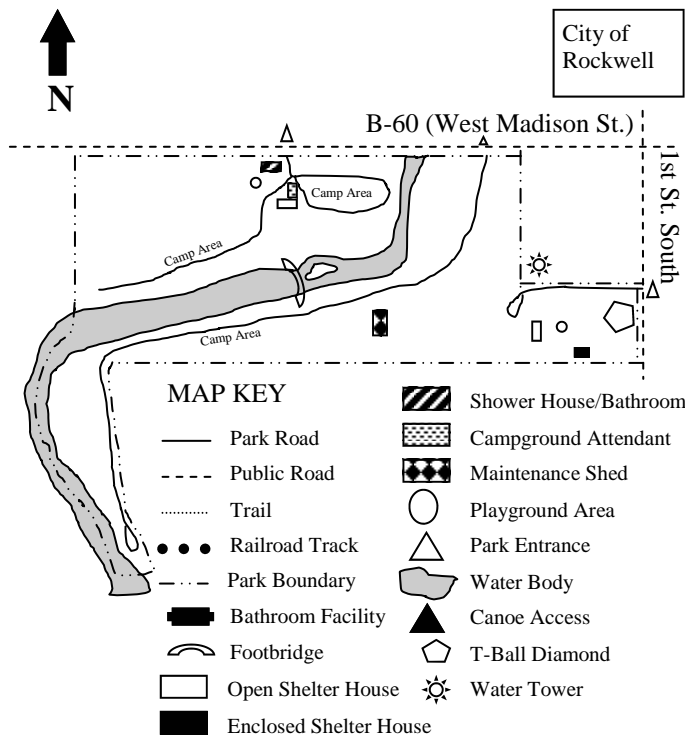 City of
Rockwell
N
B-60 (West Madison St.)
1st St. South
Camp Area
Camp Area
Camp Area
MAP KEY
Park Road
Public Road
Trail
Railroad Track
Park Boundary
Bathroom Facility
Footbridge
Open Shelter House
Enclosed Shelter House
Shower House/Bathroom
Campground Attendant
Maintenance Shed
Playground Area
Park Entrance
Water Body
Canoe Access
T-Ball Diamond
Water Tower